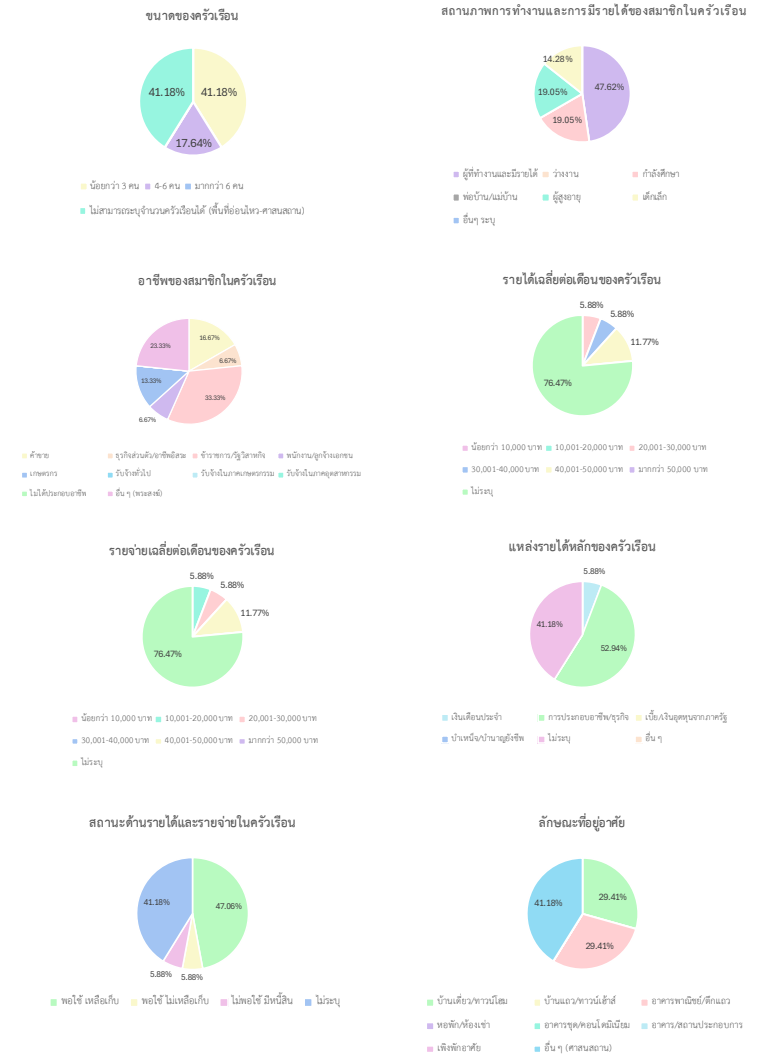 ขนาดของครัวเรือน
41.18% 41.18%
17.64%
น้อยกว่า 3 คน 4-6 คน มากกว่า 6 คน
ไม่สามารถระบุจำนวนครัวเรือนได้ (พื้นที่อ่อนไหว-ศาสนสถาน)
สถานภาพการทำงานและการมีรายได้ของสมาชิกในครัวเรือน
14.28%
47.62%
19.05%
19.05%
ผู้ที่ทำงานและมีรายได้ ว่างงาน กำลังศึกษา
พ่อบ้าน/แม่บ้าน ผู้สูงอายุ เด็กเล็ก
อื่นๆ ระบุ
อาชีพของสมาชิกในครัวเรือน
23.33% 16.67%
6.67%
13.33%
33.33%
6.67%
ค้าขาย ธุรกิจส่วนตัว/อาชีพอิสระ ข้าราชการ/รัฐวิสาหกิจ พนักงาน/ลูกจ้างเอกชน
เกษตรกร รับจ้างทั่วไป รับจ้างในภาคเกษตรกรรม รับจ้างในภาคอุตสาหกรรม
ไม่ได้ประกอบอาชีพ อื่น ๆ (พระสงฆ์)
รายได้เฉลี่ยต่อเดือนของครัวเรือน
5.88%
5.88%
11.77%
76.47%
น้อยกว่า 10,000 บาท 10,001-20,000 บาท 20,001-30,000 บาท
30,001-40,000 บาท 40,001-50,000 บาท มากกว่า 50,000 บาท
ไม่ระบุ
รายจ่ายเฉลี่ยต่อเดือนของครัวเรือน
5.88%
5.88%
11.77%
76.47%
น้อยกว่า 10,000 บาท 10,001-20,000 บาท 20,001-30,000 บาท
30,001-40,000 บาท 40,001-50,000 บาท มากกว่า 50,000 บาท
ไม่ระบุ
แหล่งรายได้หลักของครัวเรือน
5.88%
41.18%
52.94%
เงินเดือนประจำ การประกอบอาชีพ/ธุรกิจ เบี้ย/เงินอุดหนุนจากภาครัฐ
บำเหน็จ/บำนาญยังชีพ ไม่ระบุ อื่น ๆ
สถานะด้านรายได้และรายจ่ายในครัวเรือน
41.18% 47.06%
5.88% 5.88%
พอใช้ เหลือเก็บ พอใช้ ไม่เหลือเก็บ ไม่พอใช้ มีหนี้สิน ไม่ระบุ
ลักษณะที่อยู่อาศัย
41.18% 29.41%
29.41%
บ้านเดี่ยว/ทาวน์โฮม บ้านแถว/ทาวน์เฮ้าส์ อาคารพาณิชย์/ตึกแถว
หอพัก/ห้องเช่า อาคารชุด/คอนโดมิเนียม อาคาร/สถานประกอบการ
เพิงพักอาศัย อื่น ๆ (ศาสนสถาน)